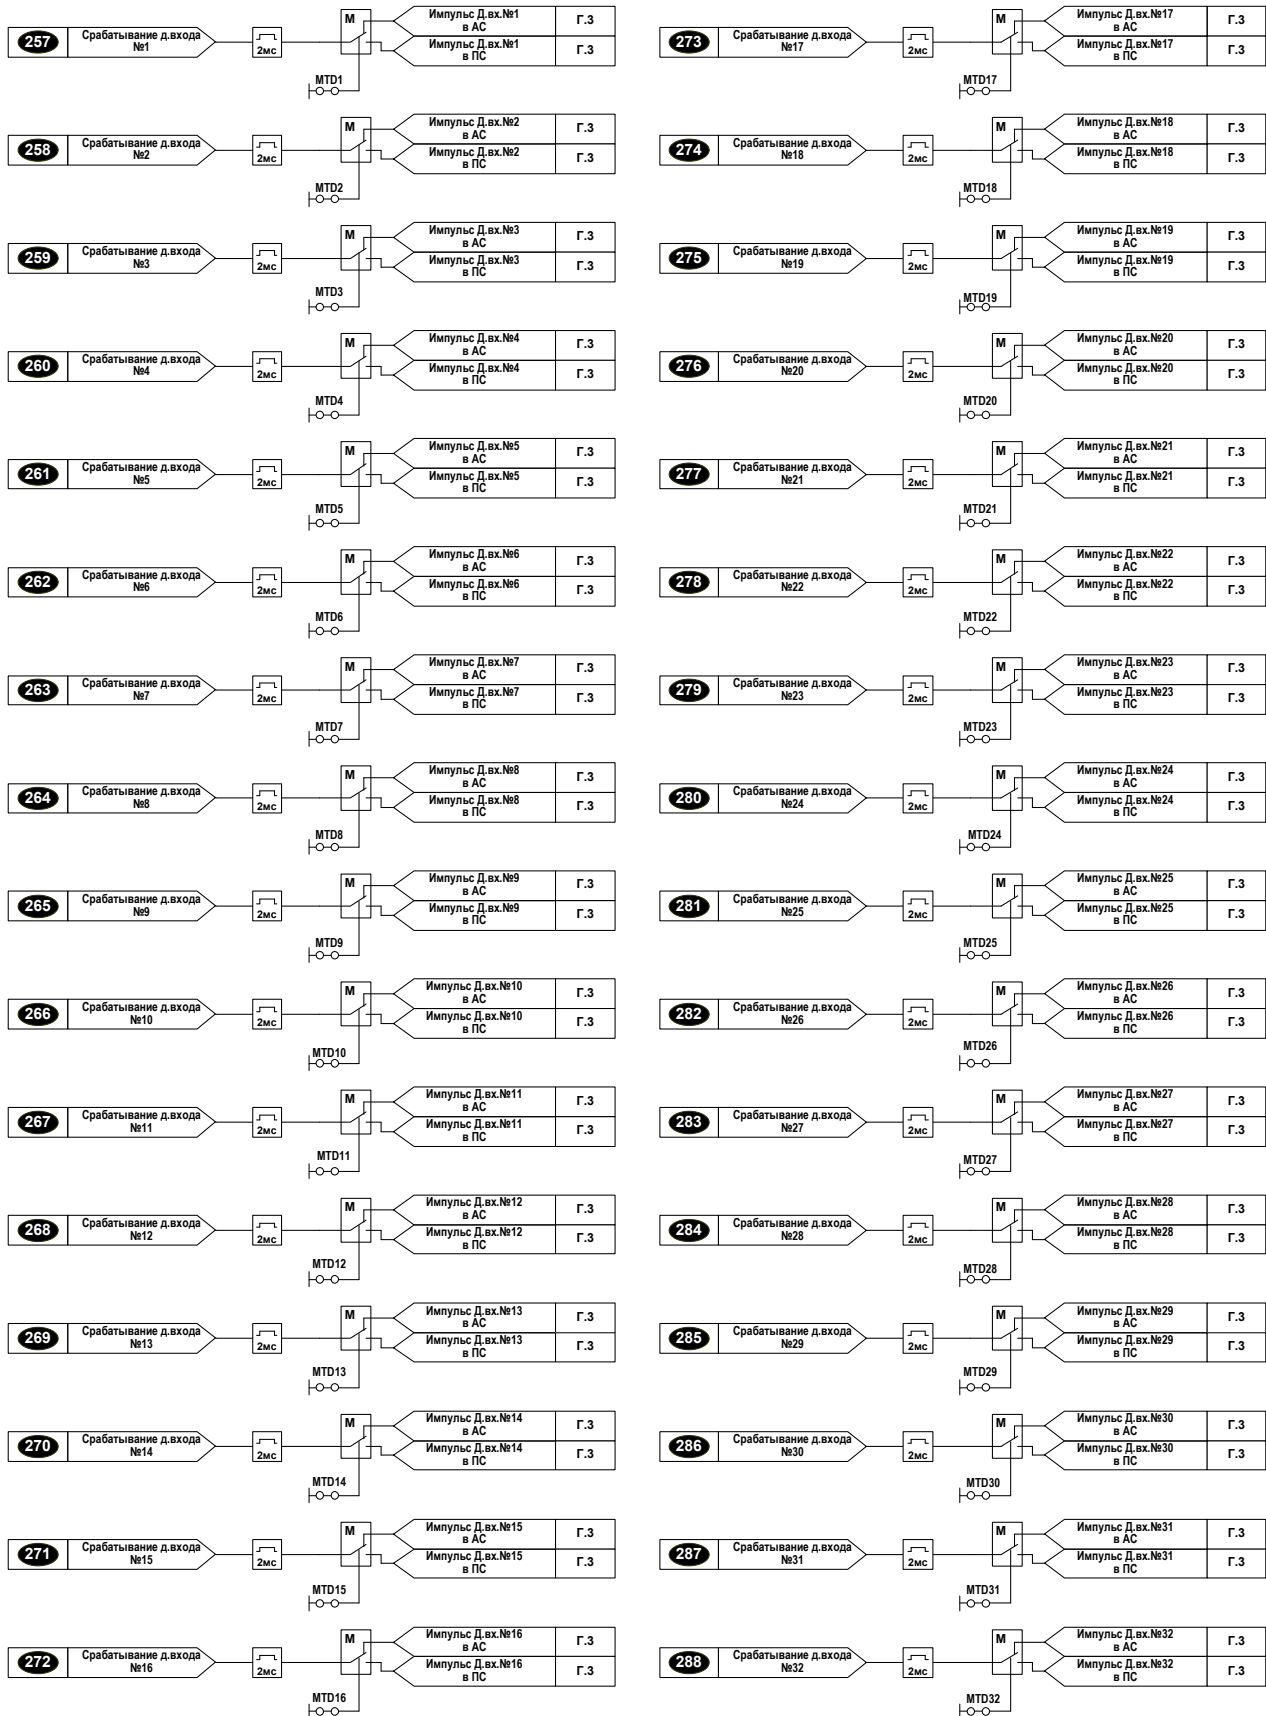 257
Срабатывание д.входа
№1
2мс
М
MTD1
Импульс Д.вх.№1
в АС
Г.3
Импульс Д.вх.№1
в ПС
Г.3
258
Срабатывание д.входа
№2
2мс
М
MTD2
Импульс Д.вх.№2
в АС
Г.3
Импульс Д.вх.№2
в ПС
Г.3
259
Срабатывание д.входа
№3
2мс
М
MTD3
Импульс Д.вх.№3
в АС
Г.3
Импульс Д.вх.№3
в ПС
Г.3
260
Срабатывание д.входа
№4
2мс
М
MTD4
Импульс Д.вх.№4
в АС
Г.3
Импульс Д.вх.№4
в ПС
Г.3
261
Срабатывание д.входа
№5
2мс
М
MTD5
Импульс Д.вх.№5
в АС
Г.3
Импульс Д.вх.№5
в ПС
Г.3
262
Срабатывание д.входа
№6
2мс
М
MTD6
Импульс Д.вх.№6
в АС
Г.3
Импульс Д.вх.№6
в ПС
Г.3
263
Срабатывание д.входа
№7
2мс
М
MTD7
Импульс Д.вх.№7
в АС
Г.3
Импульс Д.вх.№7
в ПС
Г.3
264
Срабатывание д.входа
№8
2мс
М
MTD8
Импульс Д.вх.№8
в АС
Г.3
Импульс Д.вх.№8
в ПС
Г.3
265
Срабатывание д.входа
№9
2мс
М
MTD9
Импульс Д.вх.№9
в АС
Г.3
Импульс Д.вх.№9
в ПС
Г.3
266
Срабатывание д.входа
№10
2мс
М
MTD10
Импульс Д.вх.№10
в АС
Г.3
Импульс Д.вх.№10
в ПС
Г.3
267
Срабатывание д.входа
№11
2мс
М
MTD11
Импульс Д.вх.№11
в АС
Г.3
Импульс Д.вх.№11
в ПС
Г.3
268
Срабатывание д.входа
№12
2мс
М
MTD12
Импульс Д.вх.№12
в АС
Г.3
Импульс Д.вх.№12
в ПС
Г.3
269
Срабатывание д.входа
№13
2мс
М
MTD13
Импульс Д.вх.№13
в АС
Г.3
Импульс Д.вх.№13
в ПС
Г.3
270
Срабатывание д.входа
№14
2мс
М
MTD14
Импульс Д.вх.№14
в АС
Г.3
Импульс Д.вх.№14
в ПС
Г.3
271
Срабатывание д.входа
№15
2мс
М
MTD15
Импульс Д.вх.№15
в АС
Г.3
Импульс Д.вх.№15
в ПС
Г.3
272
Срабатывание д.входа
№16
2мс
М
MTD16
Импульс Д.вх.№16
в АС
Г.3
Импульс Д.вх.№16
в ПС
Г.3
273
Срабатывание д.входа
№17
2мс
М
MTD17
Импульс Д.вх.№17
в АС
Г.3
Импульс Д.вх.№17
в ПС
Г.3
274
Срабатывание д.входа
№18
2мс
М
MTD18
Импульс Д.вх.№18
в АС
Г.3
Импульс Д.вх.№18
в ПС
Г.3
275
Срабатывание д.входа
№19
2мс
М
MTD19
Импульс Д.вх.№19
в АС
Г.3
Импульс Д.вх.№19
в ПС
Г.3
276
Срабатывание д.входа
№20
2мс
М
MTD20
Импульс Д.вх.№20
в АС
Г.3
Импульс Д.вх.№20
в ПС
Г.3
277
Срабатывание д.входа
№21
2мс
М
MTD21
Импульс Д.вх.№21
в АС
Г.3
Импульс Д.вх.№21
в ПС
Г.3
278
Срабатывание д.входа
№22
2мс
М
MTD22
Импульс Д.вх.№22
в АС
Г.3
Импульс Д.вх.№22
в ПС
Г.3
279
Срабатывание д.входа
№23
2мс
М
MTD23
Импульс Д.вх.№23
в АС
Г.3
Импульс Д.вх.№23
в ПС
Г.3
280
Срабатывание д.входа
№24
2мс
М
MTD24
Импульс Д.вх.№24
в АС
Г.3
Импульс Д.вх.№24
в ПС
Г.3
281
Срабатывание д.входа
№25
2мс
М
MTD25
Импульс Д.вх.№25
в АС
Г.3
Импульс Д.вх.№25
в ПС
Г.3
282
Срабатывание д.входа
№26
2мс
М
MTD26
Импульс Д.вх.№26
в АС
Г.3
Импульс Д.вх.№26
в ПС
Г.3
283
Срабатывание д.входа
№27
2мс
М
MTD27
Импульс Д.вх.№27
в АС
Г.3
Импульс Д.вх.№27
в ПС
Г.3
284
Срабатывание д.входа
№28
2мс
М
MTD28
Импульс Д.вх.№28
в АС
Г.3
Импульс Д.вх.№28
в ПС
Г.3
285
Срабатывание д.входа
№29
2мс
М
MTD29
Импульс Д.вх.№29
в АС
Г.3
Импульс Д.вх.№29
в ПС
Г.3
286
Срабатывание д.входа
№30
2мс
М
MTD30
Импульс Д.вх.№30
в АС
Г.3
Импульс Д.вх.№30
в ПС
Г.3
287
Срабатывание д.входа
№31
2мс
М
MTD31
Импульс Д.вх.№31
в АС
Г.3
Импульс Д.вх.№31
в ПС
Г.3
288
Срабатывание д.входа
№32
2мс
М
MTD32
Импульс Д.вх.№32
в АС
Г.3
Импульс Д.вх.№32
в ПС
Г.3